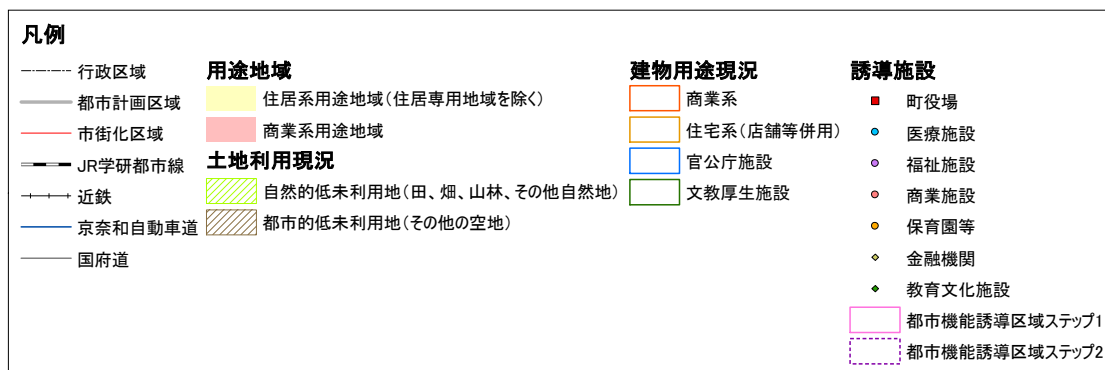 凡例
行政区域
都市計画区域
市街化区域
JR学研都市線
近鉄
京奈和自動車道
国府道
用途地域
住居系用途地域(住居専用地域を除く)
商業系用途地域
土地利用現況
自然的低未利用地(田、畑、山林、その他自然地)
都市的低未利用地(その他の空地)
建物用途現況
商業系
住宅系(店舗等併用)
官公庁施設
文教厚生施設
誘導施設
町役場
医療施設
福祉施設
商業施設
保育園等
金融機関
教育文化施設
都市機能誘導区域ステップ1
都市機能誘導区域ステップ2